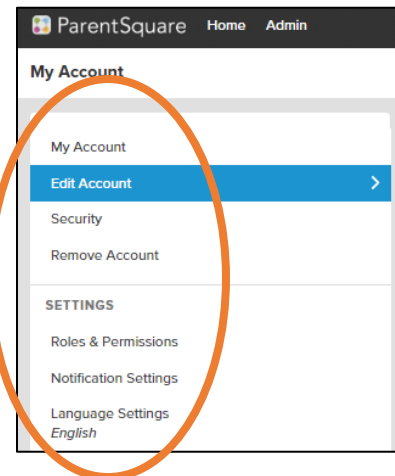 ParentSquare Home Admin
My Account
My Account
Edit Account
Security
Remove Account
SETTINGS
Roles & Permissions
Notification Settings
Language Settings
English